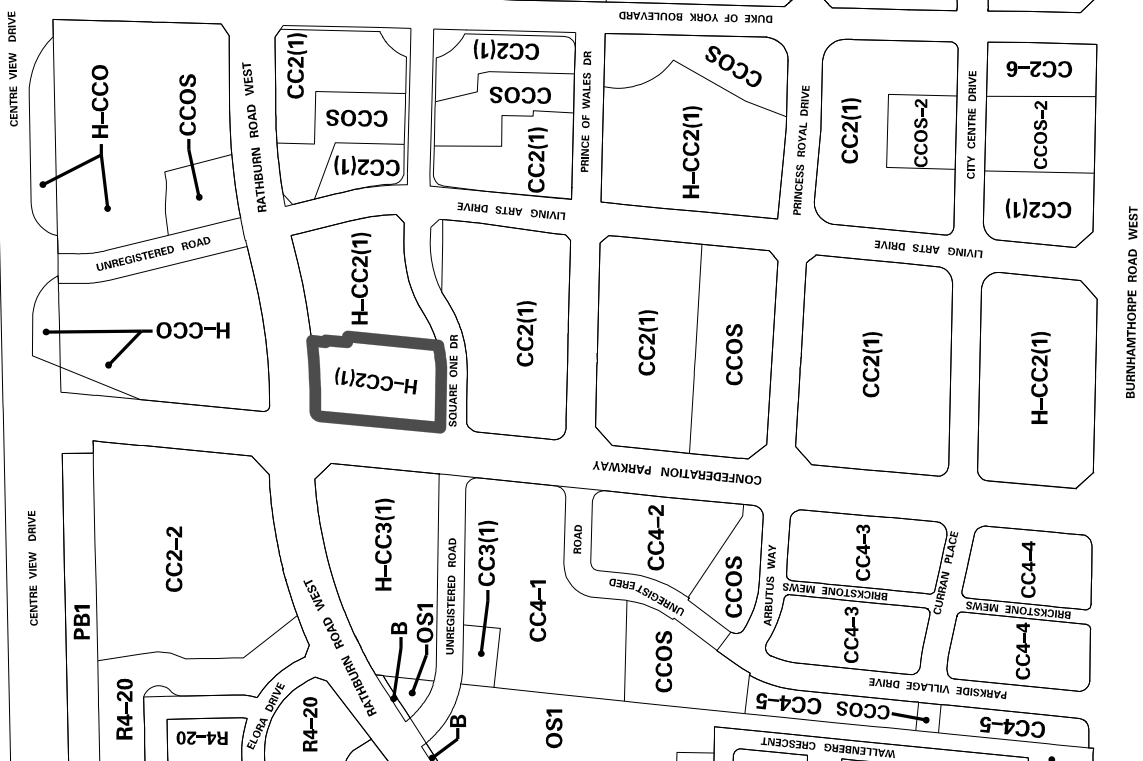 DUKE OF YORK BOULEVARD
CENTRE VIEW DRIVE
H–CCO
CCOS
RATHBURN ROAD WEST
CC2(1)
CCOS
CC2(1)
CC2(1)
CCOS
CC2(1)
PRINCE OF WALES DR
CCOS
H–CC2(1)
PRINCESS ROYAL DRIVE
CC2(1)
CCOS–2
CITY CENTRE DRIVE
CC2–6
CCOS–2
CC2(1)
LIVING ARTS DRIVE
LIVING ARTS DRIVE
UNREGISTERED ROAD
BURNHAMTHORPE ROAD WEST
H–CCO
H–CC2(1)
H–CC2(1)
SQUARE ONE DR
CC2(1)
CC2(1)
CCOS
CC2(1)
H–CC2(1)
CONFEDERATION PARKWAY
CENTRE VIEW DRIVE
PB1
CC2–2
H–CC3(1)
UNREGISTERED ROAD
CC3(1)
CC4–1
UNREGISTERED ROAD
CC4–2
CCOS
ARBUTUS WAY
CC4–3
BRICKSTONE MEWS
CC4–3
CURRAN PLACE
CC4–4
BRICKSTONE MEWS
CC4–4
RATHBURN ROAD WEST
B
OS1
CCOS
PARKSIDE VILLAGE DRIVE
R4–20
R4–20
ELORA DRIVE
R4–20
B
OS1
CC4–5
CCOS
CC4–5
WALLENBERG CRESCENT